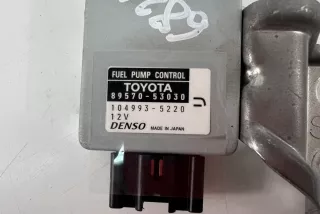 FUEL PUMP CONTROL
TOYOTA
89570-53030
104993-5220
12V
DENSO MADE IN JAPAN